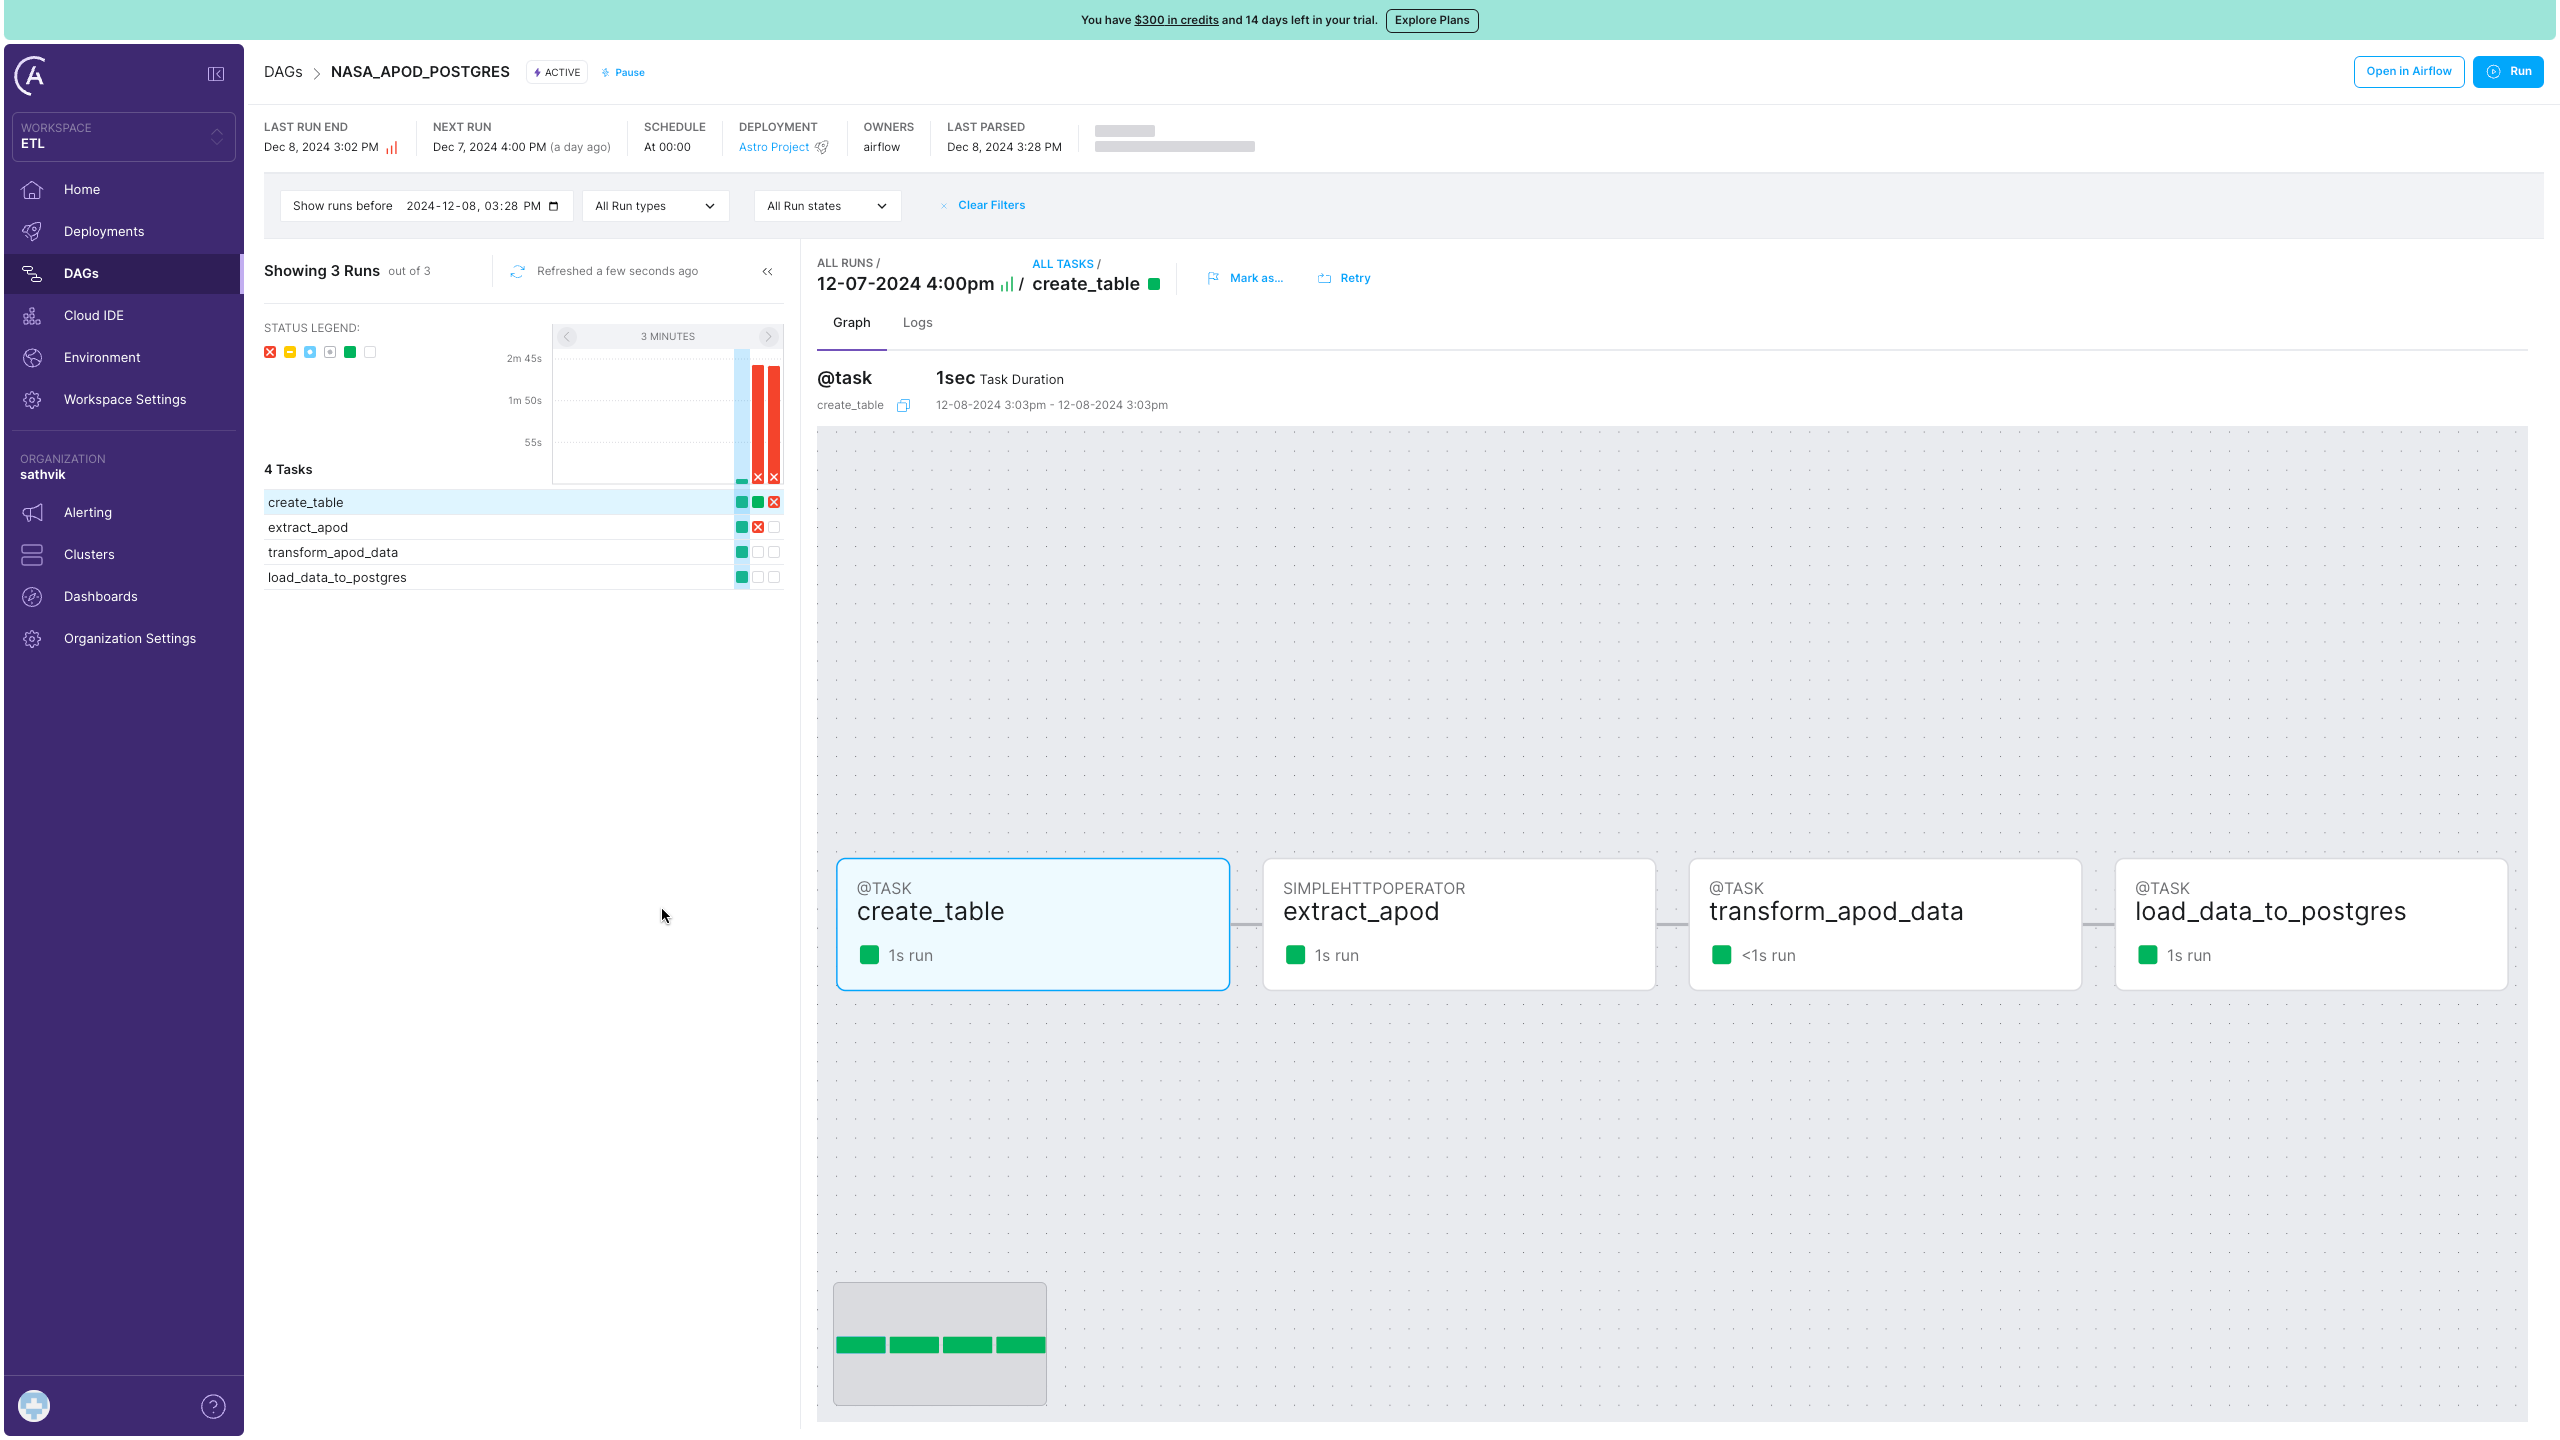 You have $300 in credits and 14 days left in your trial. Explore Plans
WORKSPACE
ETL
Home
Deployments
DAGs
Cloud IDE
Environment
Workspace Settings
ORGANIZATION
sathvik
Alerting
Clusters
Dashboards
Organization Settings
DAGs > NASA_APOD_POSTGRES ACTIVE Pause
Open in Airflow Run
LAST RUN END
Dec 8, 2024 3:02 PM
NEXT RUN
Dec 7, 2024 4:00 PM (a day ago)
SCHEDULE
At 00:00
DEPLOYMENT
Astro Project
OWNERS
airflow
LAST PARSED
Dec 8, 2024 3:28 PM
Show runs before 2024-12-08, 03:28 PM All Run types All Run states Clear Filters
Showing 3 Runs out of 3 Refreshed a few seconds ago
STATUS LEGEND:
3 MINUTES
2m 45s
1m 50s
55s
4 Tasks
create_table
extract_apod
transform_apod_data
load_data_to_postgres
ALL RUNS /
12-07-2024 4:00pm /
ALL TASKS /
create_table
Mark as... Retry
Graph Logs
@task
create_table
1sec Task Duration
12-08-2024 3:03pm - 12-08-2024 3:03pm
@TASK
create_table
1s run
SIMPLEHTTPOPERATOR
extract_apod
1s run
@TASK
transform_apod_data
<1s run
@TASK
load_data_to_postgres
1s run